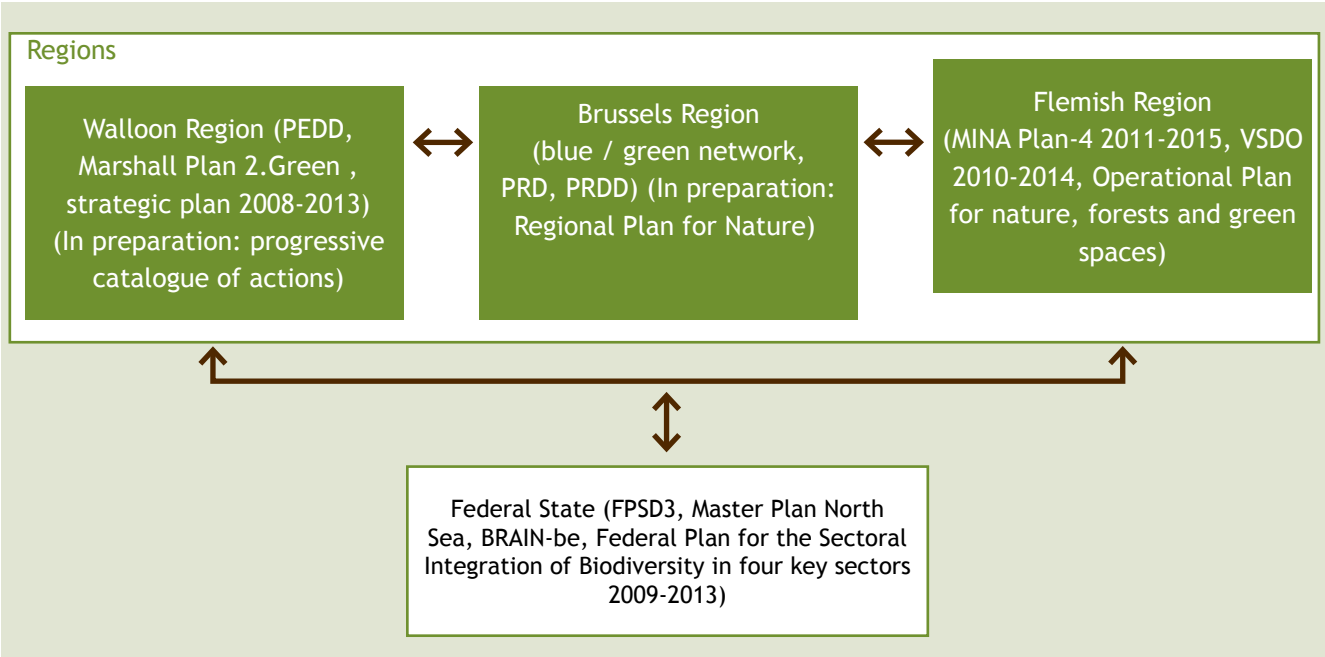 Regions
Walloon Region (PEDD,
Marshall Plan 2.Green ,
strategic plan 2008-2013)
(In preparation: progressive
catalogue of actions)
Brussels Region
(blue / green network,
PRD, PRDD) (In preparation:
Regional Plan for Nature)
Flemish Region
(MINA Plan-4 2011-2015, VSDO
2010-2014, Operational Plan
for nature, forests and green
spaces)
Federal State (FPSD3, Master Plan North
Sea, BRAIN-be, Federal Plan for the Sectoral
Integration of Biodiversity in four key sectors
2009-2013)